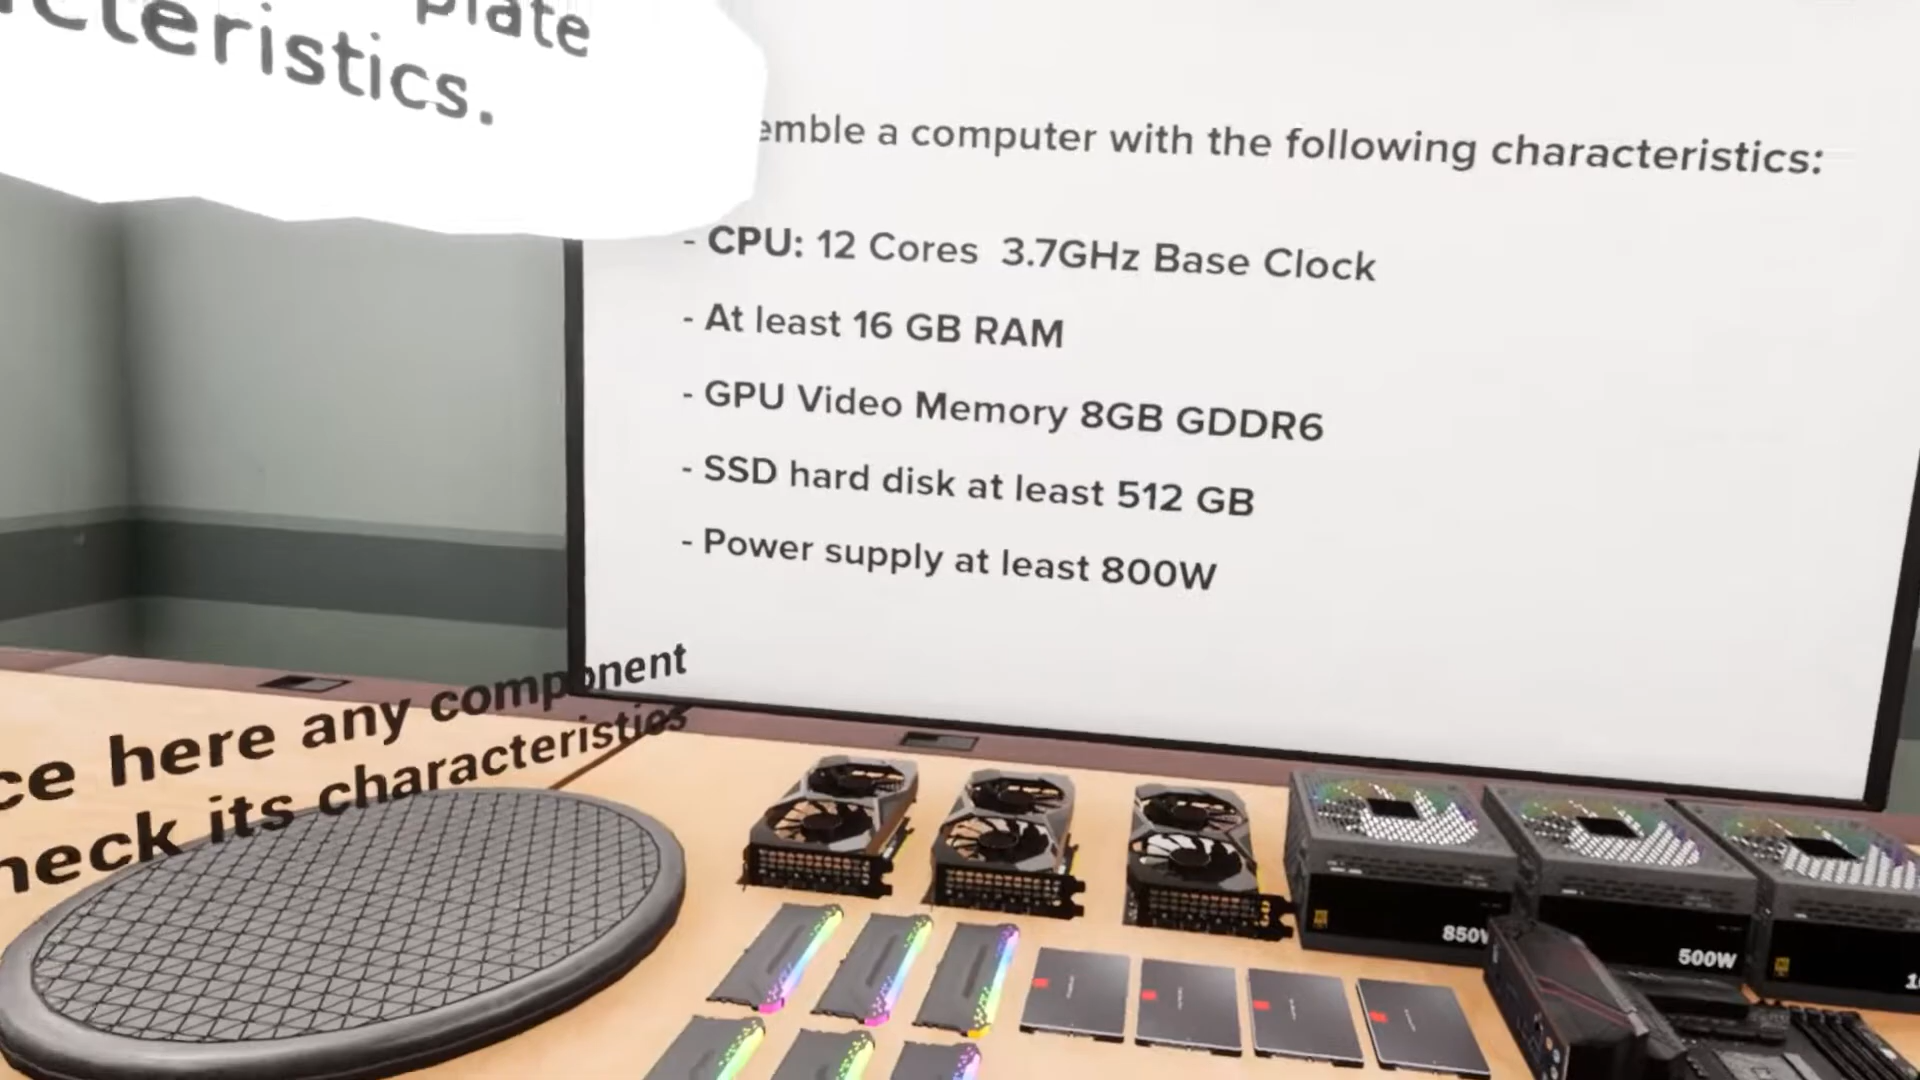 plate
cteristics.
emble a computer with the following characteristics:
- CPU: 12 Cores 3.7GHz Base Clock
- At least 16 GB RAM
- GPU Video Memory 8GB GDDR6
- SSD hard disk at least 512 GB
- Power supply at least 800W
ce here any component
heck its characteristics
850W
500W